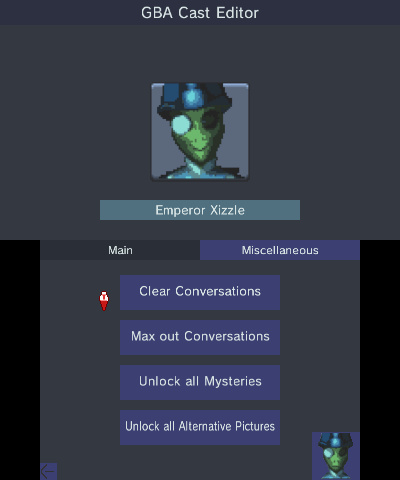 GBA Cast Editor
Emperor Xizzle
Main
Miscellaneous
Clear Conversations
Max out Conversations
Unlock all Mysteries
Unlock all Alternative Pictures